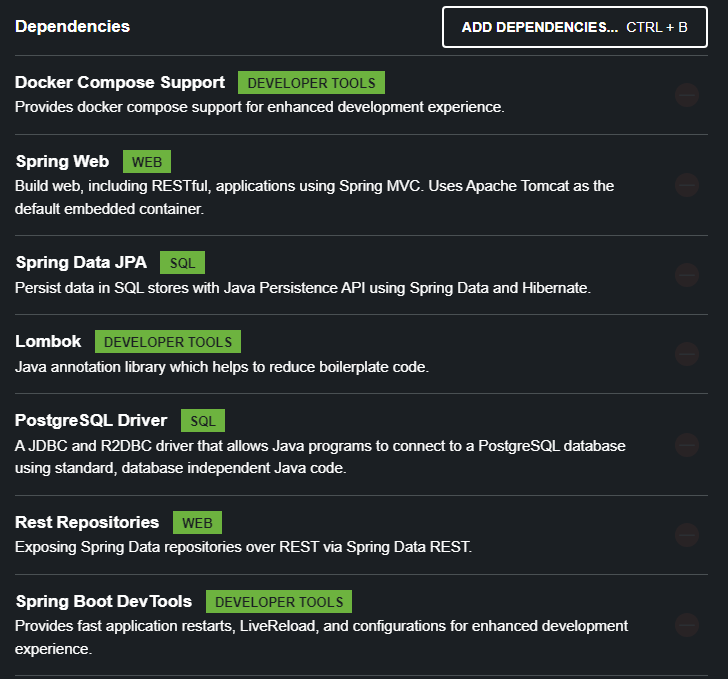 Dependencies
ADD DEPENDENCIES... CTRL + B
Docker Compose Support DEVELOPER TOOLS
Provides docker compose support for enhanced development experience.
Spring Web WEB
Build web, including RESTful, applications using Spring MVC. Uses Apache Tomcat as the
default embedded container.
Spring Data JPA SQL
Persist data in SQL stores with Java Persistence API using Spring Data and Hibernate.
Lombok DEVELOPER TOOLS
Java annotation library which helps to reduce boilerplate code.
PostgreSQL Driver SQL
A JDBC and R2DBC driver that allows Java programs to connect to a PostgreSQL database
using standard, database independent Java code.
Rest Repositories WEB
Exposing Spring Data repositories over REST via Spring Data REST.
Spring Boot DevTools DEVELOPER TOOLS
Provides fast application restarts, LiveReload, and configurations for enhanced development
experience.